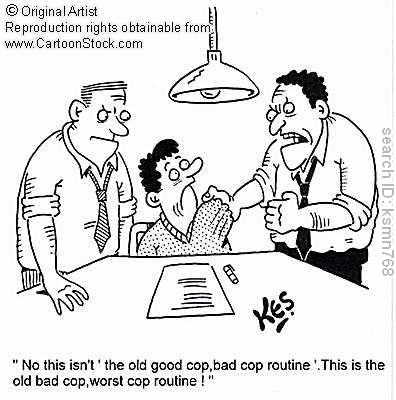 © Original Artist
Reproduction rights obtainable from
www.CartoonStock.com
search ID: ksmn768
KES
" No this isn't ' the old good cop,bad cop routine '.This is the
old bad cop,worst cop routine ! "